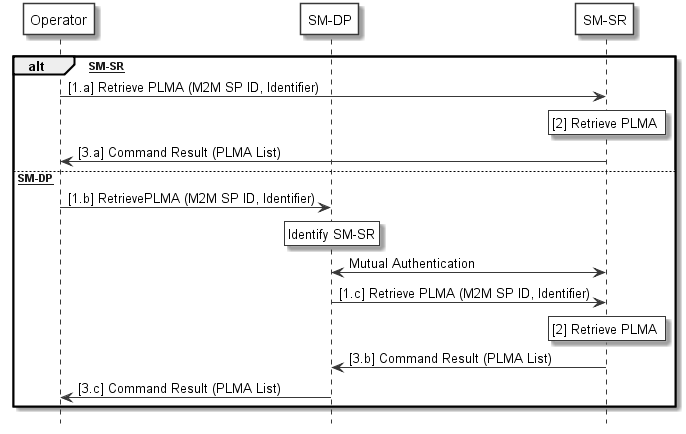 Operator SM-DP SM-SR
alt SM-SR
[1.a] Retrieve PLMA (M2M SP ID, Identifier)
[2] Retrieve PLMA
[3.a] Command Result (PLMA List)
SM-DP
[1.b] RetrievePLMA (M2M SP ID, Identifier)
Identify SM-SR
Mutual Authentication
[1.c] Retrieve PLMA (M2M SP ID, Identifier)
[2] Retrieve PLMA
[3.b] Command Result (PLMA List)
[3.c] Command Result (PLMA List)